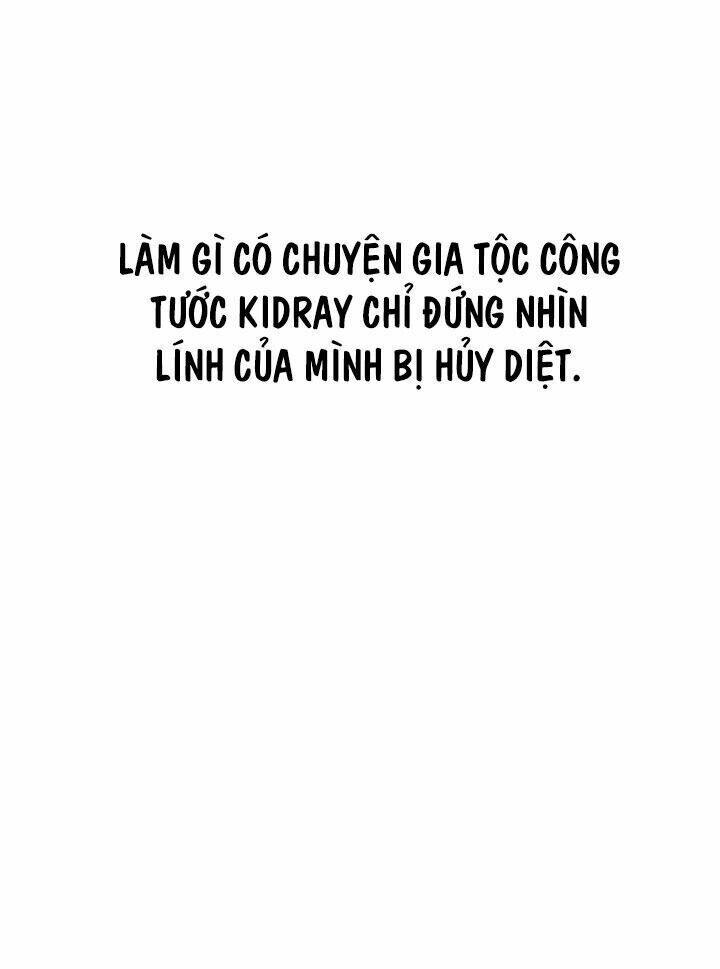 LÀM GÌ CÓ CHUYỆN GIA TỘC CÔNG
TƯỚC KIDRAY CHỈ ĐỨNG NHÌN
LÍNH CỦA MÌNH BỊ HỦY DIỆT.